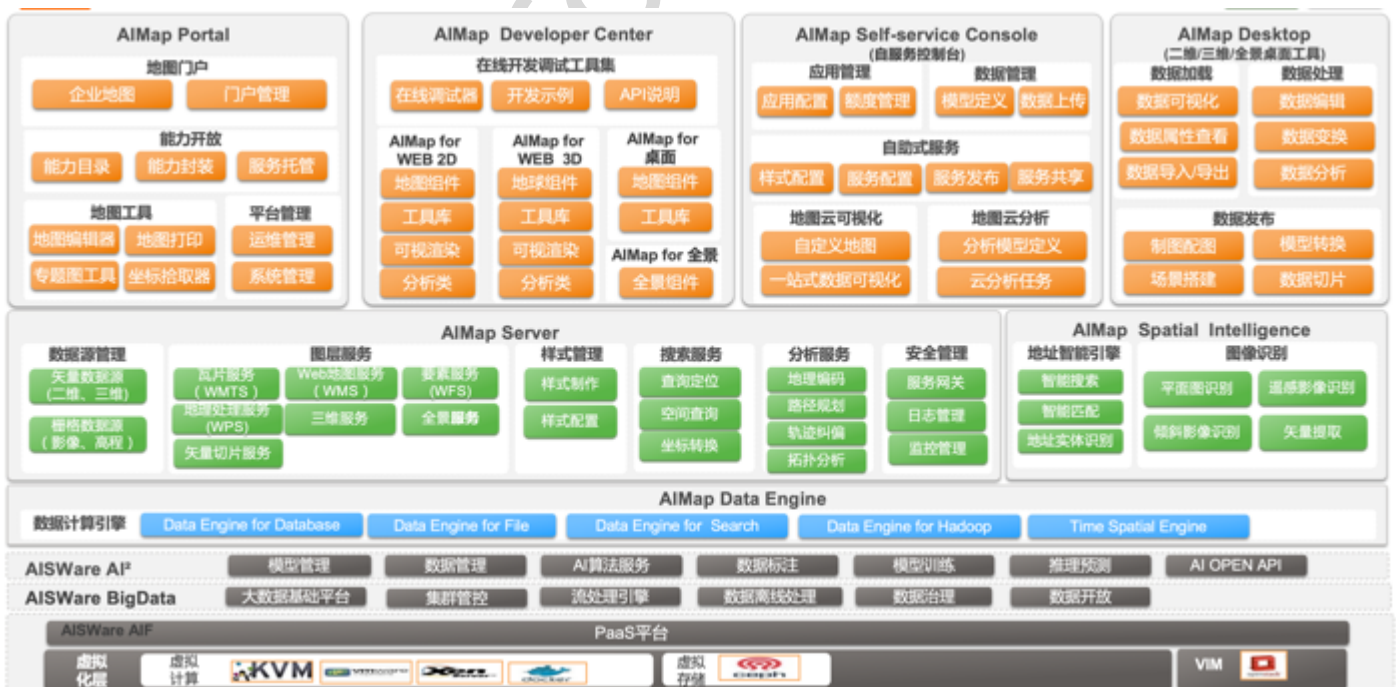 AIMap Portal
地图门户
企业地图 门户管理
能力开放
能力目录 能力封装 服务托管
地图工具 平台管理
地图编辑器 地图打印 运维管理
专题图工具 坐标拾取器 系统管理
AIMap Developer Center
在线开发调试工具集
在线调试器 开发示例 API说明
AIMap for WEB 2D
地图组件
工具库
可视渲染
分析类
AIMap for WEB 3D
地球组件
工具库
可视渲染
分析类
AIMap for 桌面
地图组件
工具库
AIMap for 全景
全景组件
AIMap Self-service Console
(自服务控制台)
应用管理 数据管理
应用配置 额度管理 模型定义 数据上传
自助式服务
样式配置 服务配置 服务发布 服务共享
地图云可视化 地图云分析
自定义地图 分析模型定义
一站式数据可视化 云分析任务
AIMap Desktop
(二维/三维/全景桌面工具)
数据加载 数据处理
数据可视化 数据编辑
数据属性查看 数据变换
数据导入/导出 数据分析
数据发布
制图配图 模型转换
场景搭建 数据切片
AIMap Server
数据源管理
矢量数据源
(二维、三维)
栅格数据源
(影像、高程)
图层服务
瓦片服务
(WMTS)
Web地图服务
(WMS)
要素服务
(WFS)
地理处理服务
(WPS)
三维服务 全景服务
矢量切片服务
样式管理
样式制作
样式配置
搜索服务
查询定位
空间查询
坐标转换
分析服务
地理编码
路径规划
轨迹纠偏
拓扑分析
安全管理
服务网关
日志管理
监控管理
AIMap Spatial Intelligence
地址智能引擎
智能搜索
智能匹配
地址实体识别
图像识别
平面图识别 遥感影像识别
倾斜影像识别 矢量提取
AIMap Data Engine
数据计算引擎 Data Engine for Database Data Engine for File Data Engine for Search Data Engine for Hadoop Time Spatial Engine
AISWare AI² 模型管理 数据管理 AI算法服务 数据标注 模型训练 推理预测 AI OPEN API
AISWare BigData 大数据基础平台 集群管控 流处理引擎 数据离线处理 数据治理 数据开放
AISWare AIF PaaS平台
虚拟化层 虚拟计算 KVM vmware Xen docker 虚拟存储 ceph VIM